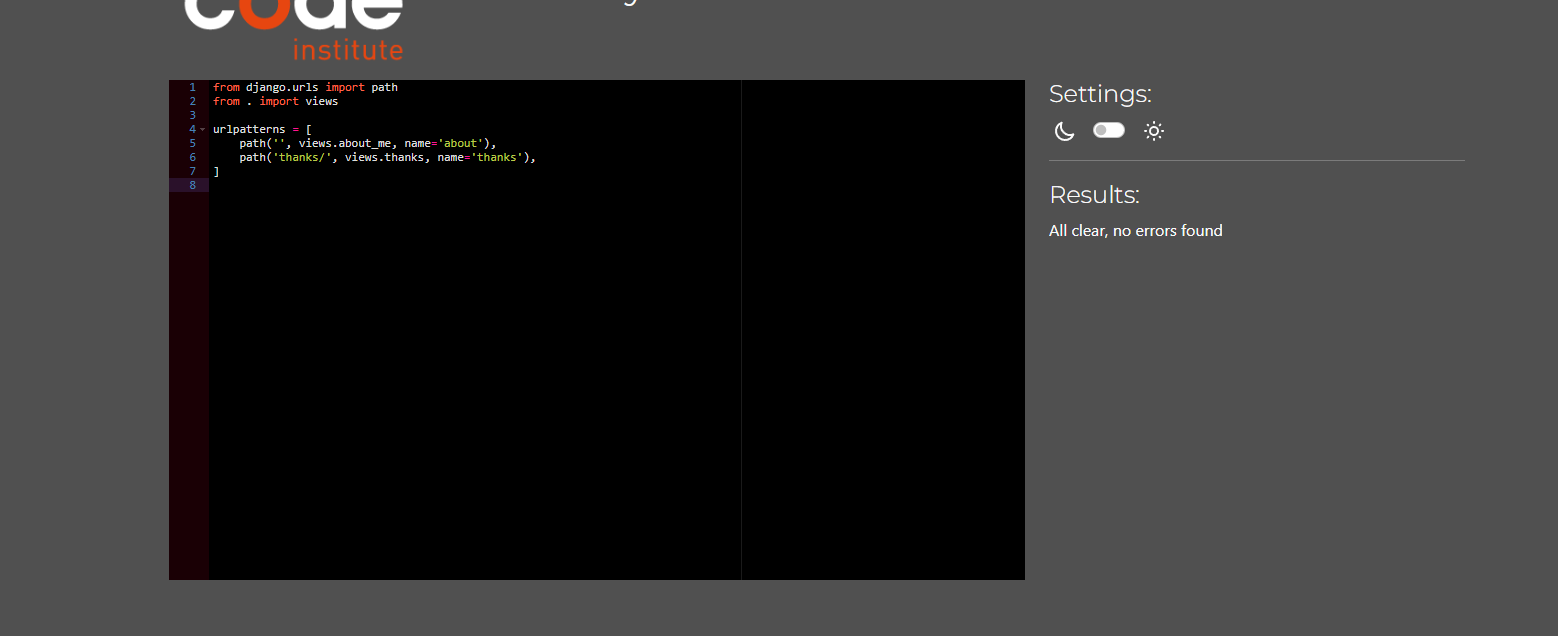 code
institute
1 from django.urls import path
2 from . import views
3
4 urlpatterns = [
5     path('', views.about_me, name='about'),
6     path('thanks/', views.thanks, name='thanks'),
7 ]
8
Settings:
Results:
All clear, no errors found